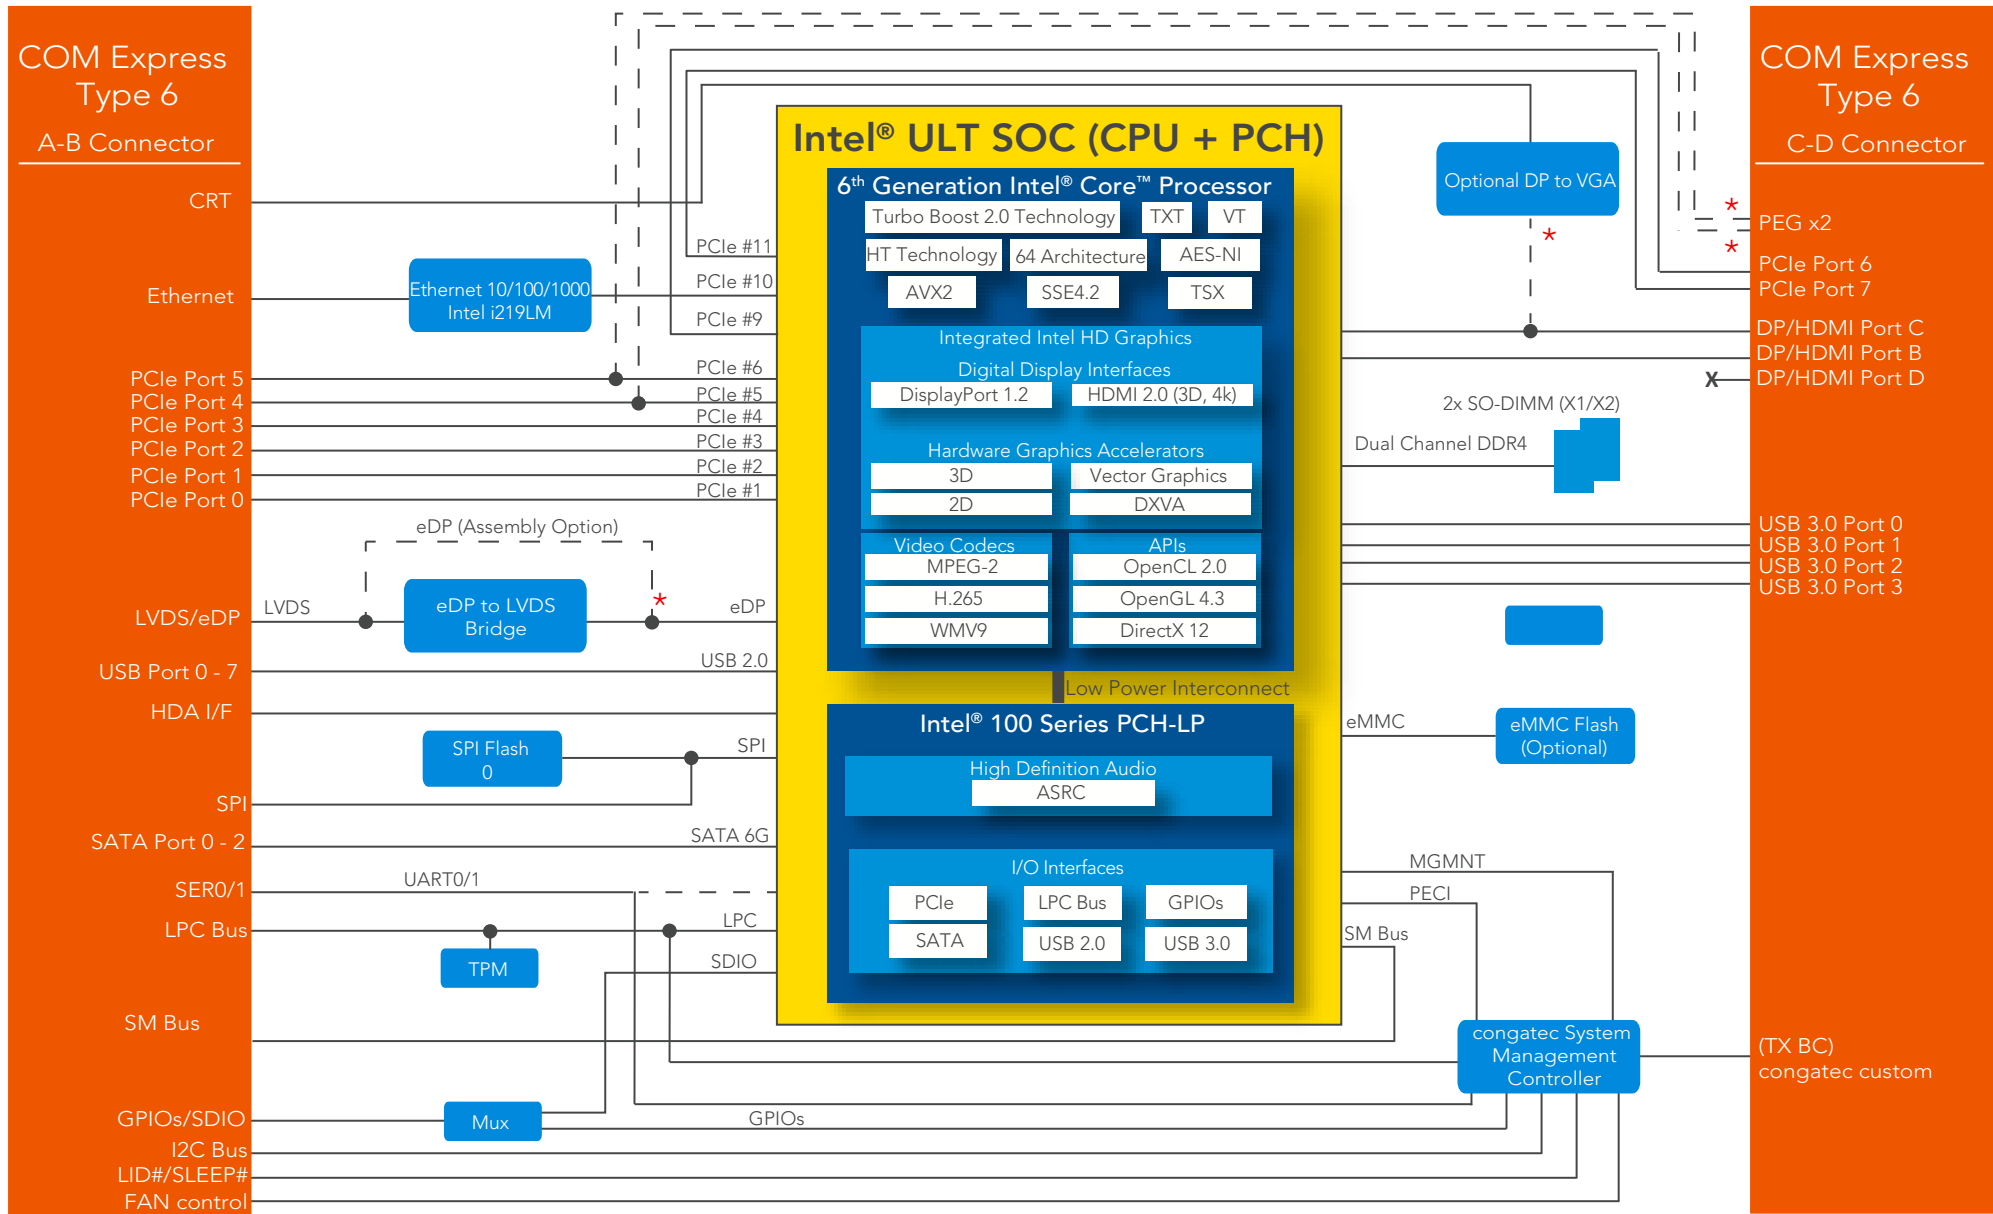 COM Express
Type 6
A-B Connector
CRT
Ethernet
PCIe Port 5
PCIe Port 4
PCIe Port 3
PCIe Port 2
PCIe Port 1
PCIe Port 0
LVDS/eDP
USB Port 0 - 7
HDA I/F
SPI
SATA Port 0 - 2
SER0/1
LPC Bus
SM Bus
GPIOs/SDIO
I2C Bus
LID#/SLEEP#
FAN control
Ethernet 10/100/1000
Intel i219LM
eDP (Assembly Option)
LVDS
eDP to LVDS
Bridge
*
eDP
USB 2.0
SPI Flash
0
SPI
SATA 6G
UART0/1
LPC
TPM
SDIO
Mux
GPIOs
PCIe #11
PCIe #10
PCIe #9
PCIe #6
PCIe #5
PCIe #4
PCIe #3
PCIe #2
PCIe #1
Intel® ULT SOC (CPU + PCH)
6th Generation Intel® Core™ Processor
Turbo Boost 2.0 Technology
TXT
VT
HT Technology
64 Architecture
AES-NI
AVX2
SSE4.2
TSX
Integrated Intel HD Graphics
Digital Display Interfaces
DisplayPort 1.2
HDMI 2.0 (3D, 4k)
Hardware Graphics Accelerators
3D
Vector Graphics
2D
DXVA
Video Codecs
MPEG-2
H.265
WMV9
APIs
OpenCL 2.0
OpenGL 4.3
DirectX 12
Low Power Interconnect
Intel® 100 Series PCH-LP
High Definition Audio
ASRC
I/O Interfaces
PCIe
LPC Bus
GPIOs
SATA
USB 2.0
USB 3.0
Optional DP to VGA
*
2x SO-DIMM (X1/X2)
Dual Channel DDR4
eMMC
eMMC Flash
(Optional)
MGMNT
PECI
SM Bus
congatec System
Management
Controller
COM Express
Type 6
C-D Connector
*
PEG x2
*
PCIe Port 6
PCIe Port 7
DP/HDMI Port C
DP/HDMI Port B
X
DP/HDMI Port D
USB 3.0 Port 0
USB 3.0 Port 1
USB 3.0 Port 2
USB 3.0 Port 3
(TX BC)
congatec custom